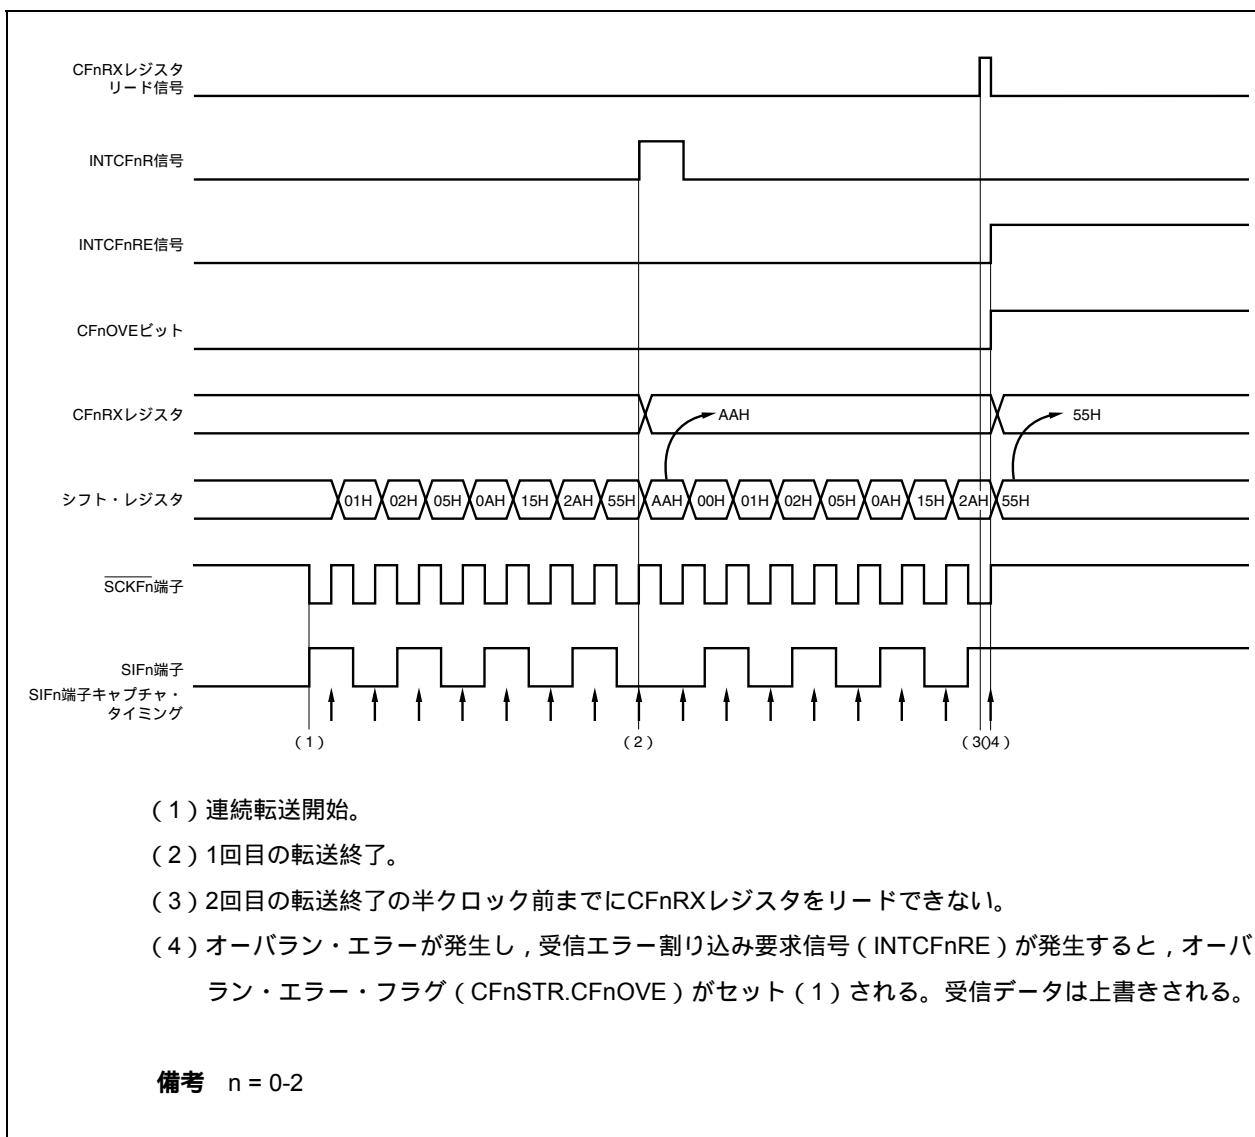 CFnRXレジスタ
リード信号
INTCFnR信号
INTCFnRE信号
CFnOVEビット
CFnRXレジスタ
AAH
55H
シフト・レジスタ
01H 02H 05H 0AH 15H 2AH 55H AAH 00H 01H 02H 05H 0AH 15H 2AH 55H
SCKFn端子
SIFn端子
SIFn端子キャプチャ・
タイミング
(1) (2) (3)(4)
(1)連続転送開始。
(2)1回目の転送終了。
(3)2回目の転送終了の半クロック前までにCFnRXレジスタをリードできない。
(4)オーバラン・エラーが発生し,受信エラー割り込み要求信号(INTCFnRE)が発生すると,オーバ
ラン・エラー・フラグ(CFnSTR.CFnOVE)がセット(1)される。受信データは上書きされる。
備考 n = 0-2